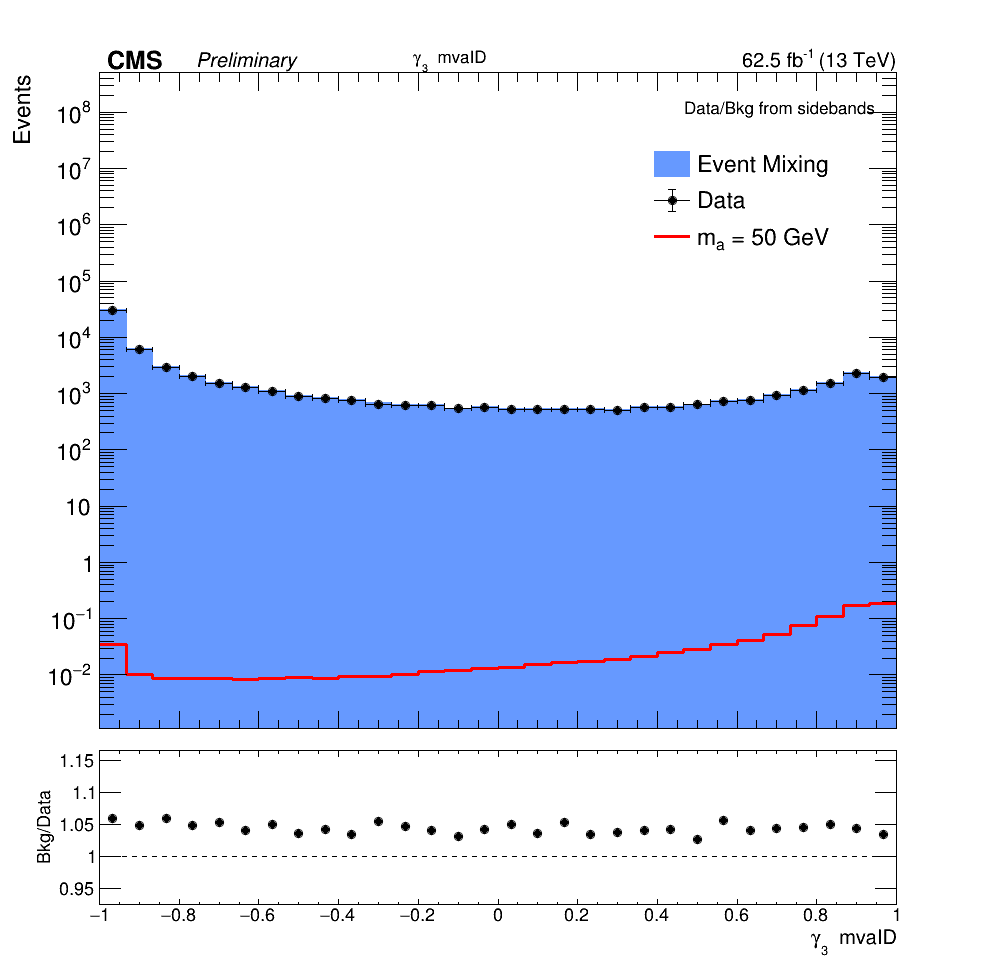 CMS Preliminary γ₃ mvaID 62.5 fb⁻¹ (13 TeV)
Events
Data/Bkg from sidebands
Event Mixing
Data
mₐ = 50 GeV
10⁸
10⁷
10⁶
10⁵
10⁴
10³
10²
10
1
10⁻¹
10⁻²
Bkg/Data
1.15
1.1
1.05
1
0.95
−1 −0.8 −0.6 −0.4 −0.2 0 0.2 0.4 0.6 0.8 1
γ₃ mvaID